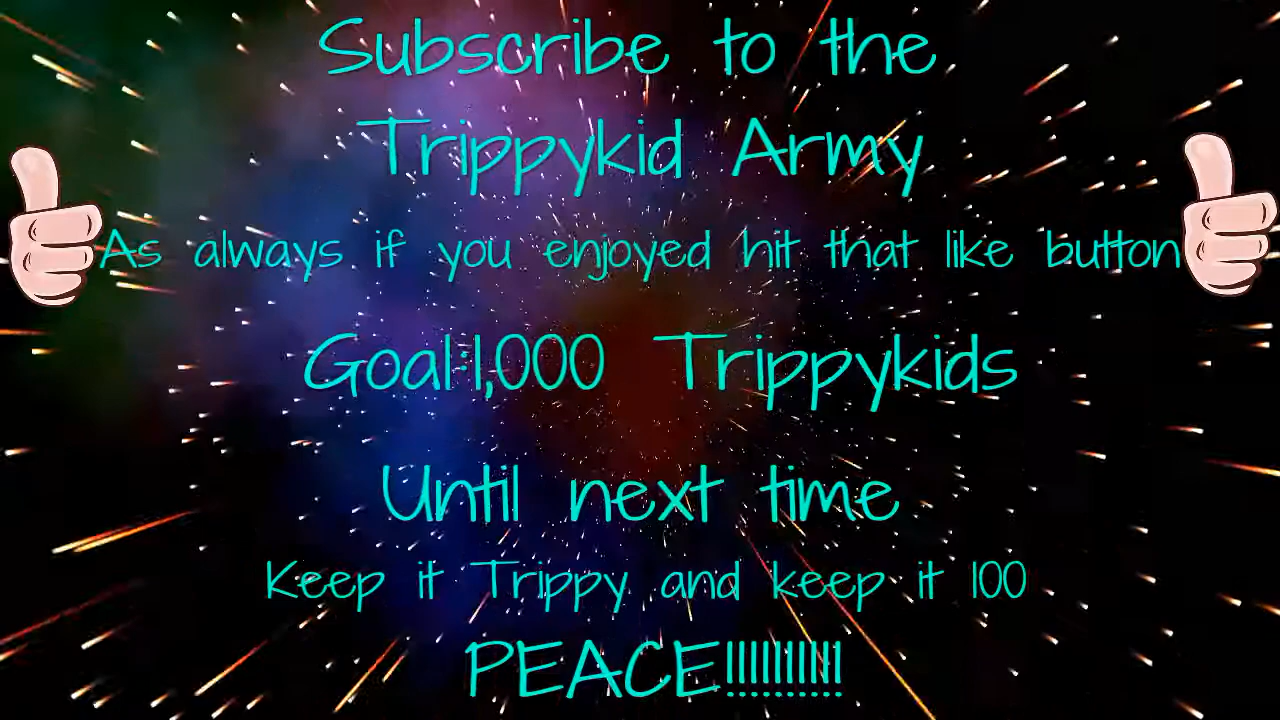 Subscribe to the
Trippykid Army
As always if you enjoyed hit that like button
Goal:1,000 Trippykids
Until next time
Keep it Trippy and keep it 100
PEACE!!!!!!!!!!!